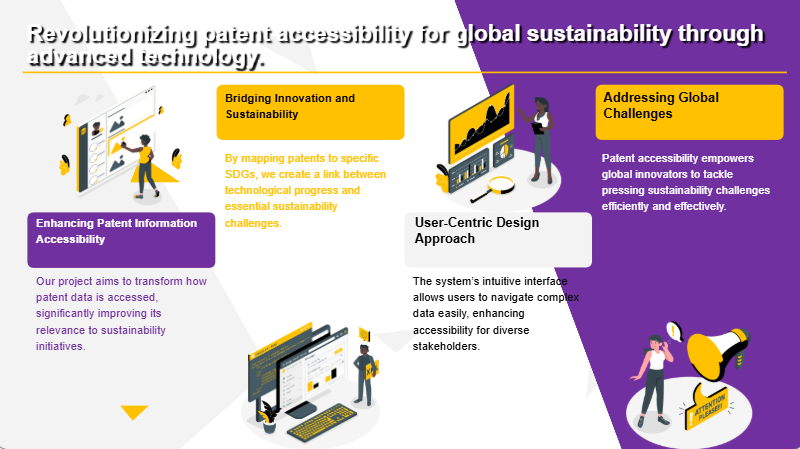 Revolutionizing patent accessibility for global sustainability through
advanced technology.
Bridging Innovation and
Sustainability
By mapping patents to specific
SDGs, we create a link between
technological progress and
essential sustainability
challenges.
Addressing Global
Challenges
Patent accessibility empowers
global innovators to tackle
pressing sustainability challenges
efficiently and effectively.
Enhancing Patent Information
Accessibility
Our project aims to transform how
patent data is accessed,
significantly improving its
relevance to sustainability
initiatives.
User-Centric Design
Approach
The system's intuitive interface
allows users to navigate complex
data easily, enhancing
accessibility for diverse
stakeholders.
ATTENTION
PLEASE!!